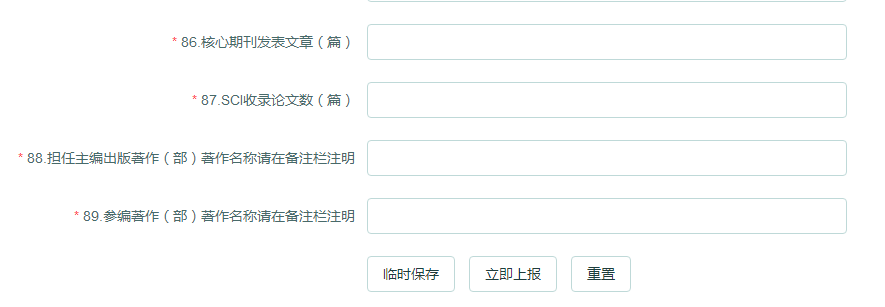 * 86.核心期刊发表文章（篇）
* 87.SCI收录论文数（篇）
* 88.担任主编出版著作（部）著作名称请在备注栏注明
* 89.参编著作（部）著作名称请在备注栏注明
临时保存 立即上报 重置